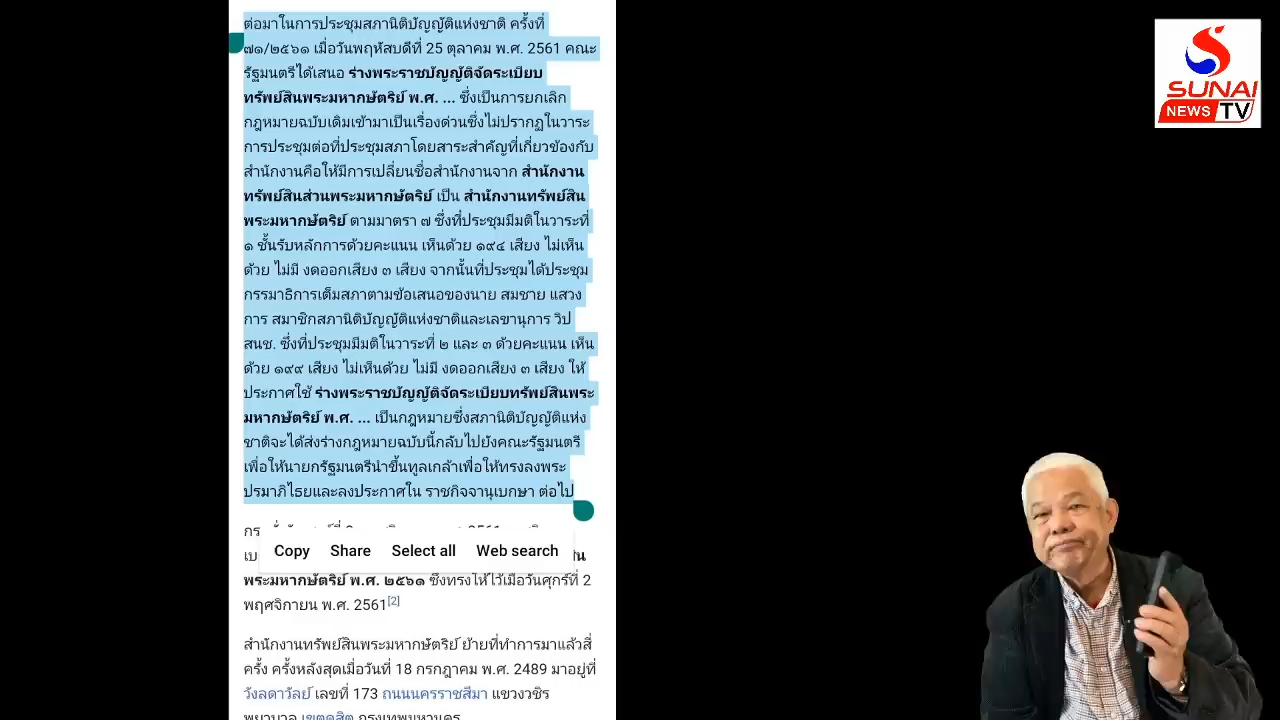 ต่อมาในการประชุมสภานิติบัญญัติแห่งชาติ ครั้งที่
๗๑/๒๕๖๑ เมื่อวันพฤหัสบดีที่ 25 ตุลาคม พ.ศ. 2561 คณะ
รัฐมนตรีได้เสนอ ร่างพระราชบัญญัติจัดระเบียบ
ทรัพย์สินพระมหากษัตริย์ พ.ศ. ... ซึ่งเป็นการยกเลิก
กฎหมายฉบับเดิมเข้ามาเป็นเรื่องด่วนซึ่งไม่ปรากฏในวาระ
การประชุมต่อที่ประชุมสภาโดยสาระสำคัญที่เกี่ยวข้องกับ
สำนักงานคือให้มีการเปลี่ยนชื่อสำนักงานจาก สำนักงาน
ทรัพย์สินส่วนพระมหากษัตริย์ เป็น สำนักงานทรัพย์สิน
พระมหากษัตริย์ ตามมาตรา ๗ ซึ่งที่ประชุมมีมติในวาระที่
๑ ชั้นรับหลักการด้วยคะแนน เห็นด้วย ๑๙๔ เสียง ไม่เห็น
ด้วย ไม่มี งดออกเสียง ๓ เสียง จากนั้นที่ประชุมได้ประชุม
กรรมาธิการเต็มสภาตามข้อเสนอของนาย สมชาย แสวง
การ สมาชิกสภานิติบัญญัติแห่งชาติและเลขานุการ วิป
สนช. ซึ่งที่ประชุมมีมติในวาระที่ ๒ และ ๓ ด้วยคะแนน เห็น
ด้วย ๑๙๙ เสียง ไม่เห็นด้วย ไม่มี งดออกเสียง ๓ เสียง ให้
ประกาศใช้ ร่างพระราชบัญญัติจัดระเบียบทรัพย์สินพระ
มหากษัตริย์ พ.ศ. ... เป็นกฎหมายซึ่งสภานิติบัญญัติแห่ง
ชาติจะได้ส่งร่างกฎหมายฉบับนี้กลับไปยังคณะรัฐมนตรี
เพื่อให้นายกรัฐมนตรีนำขึ้นทูลเกล้าเพื่อให้ทรงลงพระ
ปรมาภิไธยและลงประกาศใน ราชกิจจานุเบกษา ต่อไป
Copy Share Select all Web search
พระมหากษัตริย์ พ.ศ. ๒๕๖๑ ซึ่งทรงให้ไว้เมื่อวันศุกร์ที่ 2
พฤศจิกายน พ.ศ. 2561[2]
สำนักงานทรัพย์สินพระมหากษัตริย์ ย้ายที่ทำการมาแล้วสี่
ครั้ง ครั้งหลังสุดเมื่อวันที่ 18 กรกฎาคม พ.ศ. 2489 มาอยู่ที่
วังลดาวัลย์ เลขที่ 173 ถนนนครราชสีมา แขวงวชิร
พยาบาล เขตดุสิต กรุงเทพมหานคร
SUNAI
NEWS TV